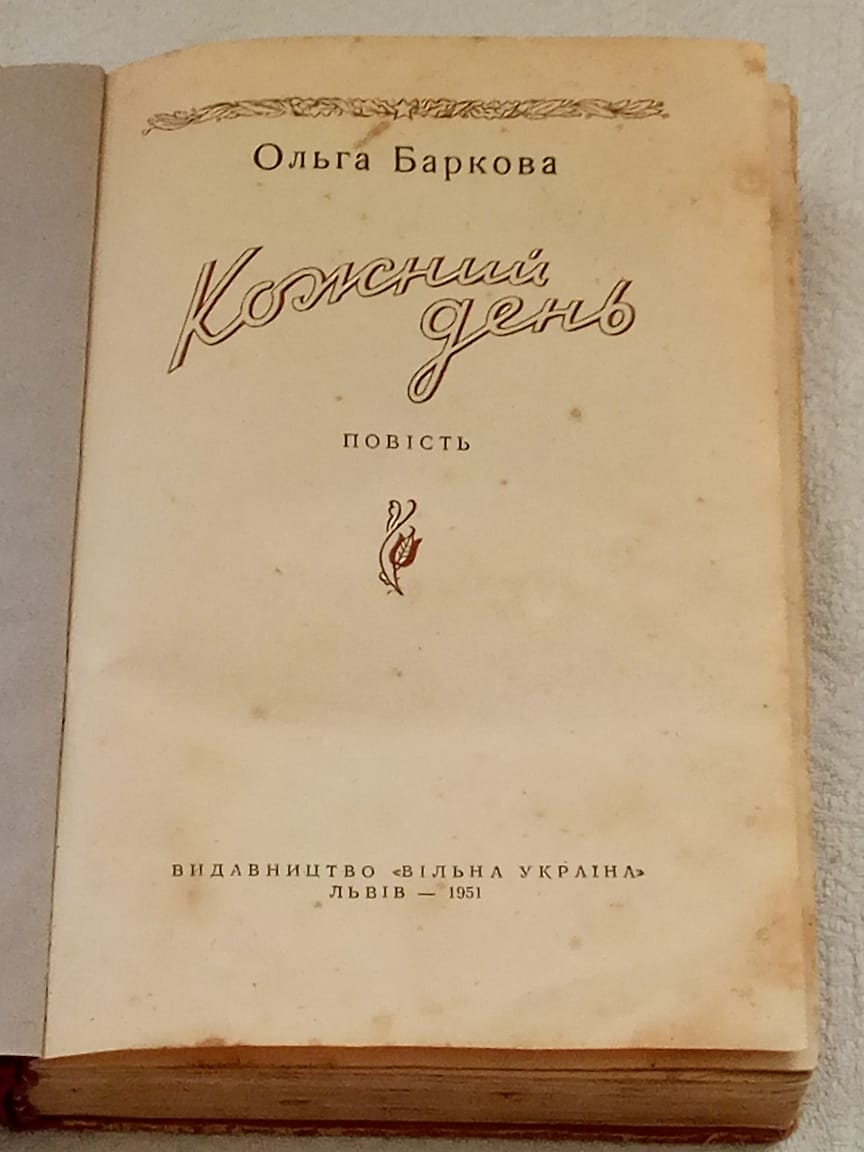 Ольга Баркова
Кожний
день
ПОВІСТЬ
ВИДАВНИЦТВО «ВІЛЬНА УКРАЇНА»
ЛЬВІВ — 1951